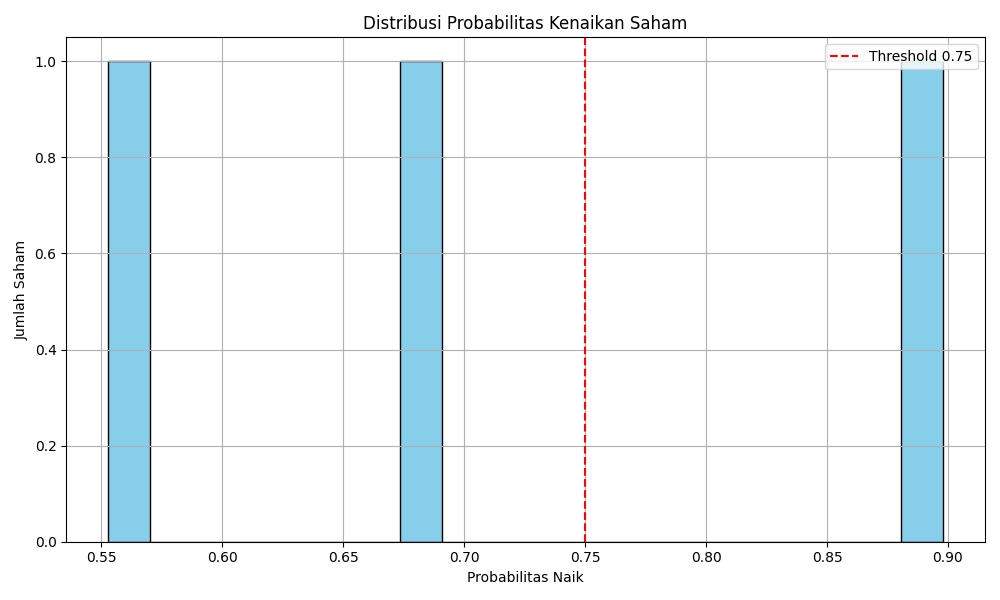 Distribusi Probabilitas Kenaikan Saham
Threshold 0.75
1.0
0.8
0.6
0.4
0.2
0.0
Jumlah Saham
0.55 0.60 0.65 0.70 0.75 0.80 0.85 0.90
Probabilitas Naik